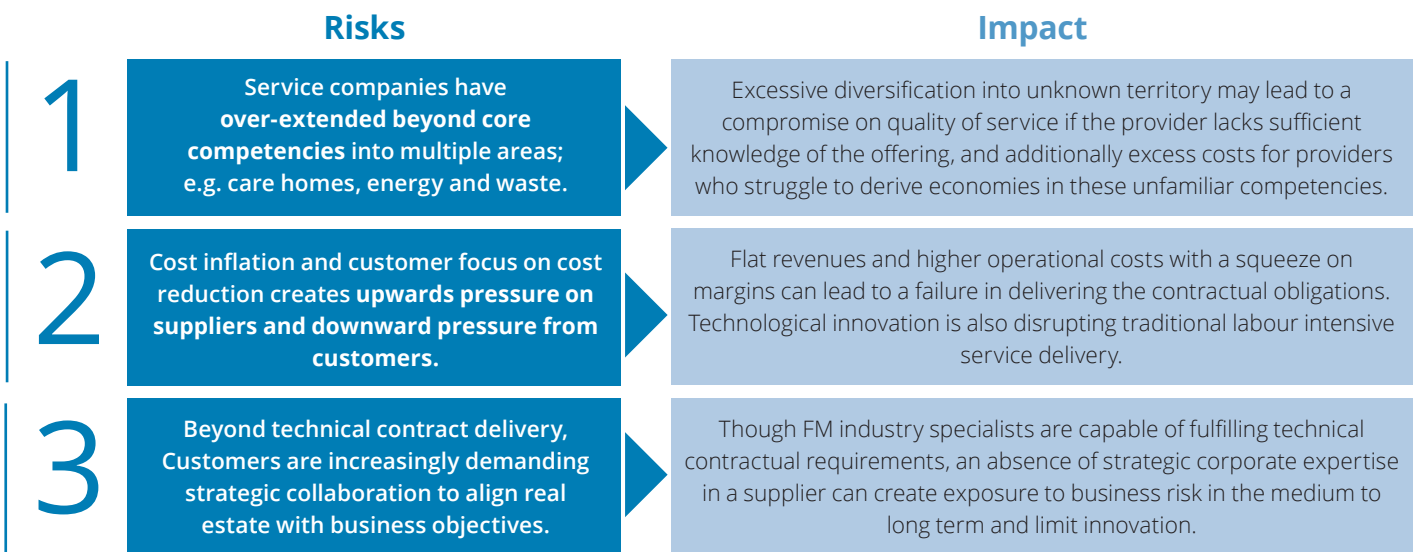 Risks
Impact
1
Service companies have
over-extended beyond core
competencies into multiple areas;
e.g. care homes, energy and waste.
Excessive diversification into unknown territory may lead to a
compromise on quality of service if the provider lacks sufficient
knowledge of the offering, and additionally excess costs for providers
who struggle to derive economies in these unfamiliar competencies.
2
Cost inflation and customer focus on cost
reduction creates upwards pressure on
suppliers and downward pressure from
customers.
Flat revenues and higher operational costs with a squeeze on
margins can lead to a failure in delivering the contractual obligations.
Technological innovation is also disrupting traditional labour intensive
service delivery.
3
Beyond technical contract delivery,
Customers are increasingly demanding
strategic collaboration to align real
estate with business objectives.
Though FM industry specialists are capable of fulfilling technical
contractual requirements, an absence of strategic corporate expertise
in a supplier can create exposure to business risk in the medium to
long term and limit innovation.